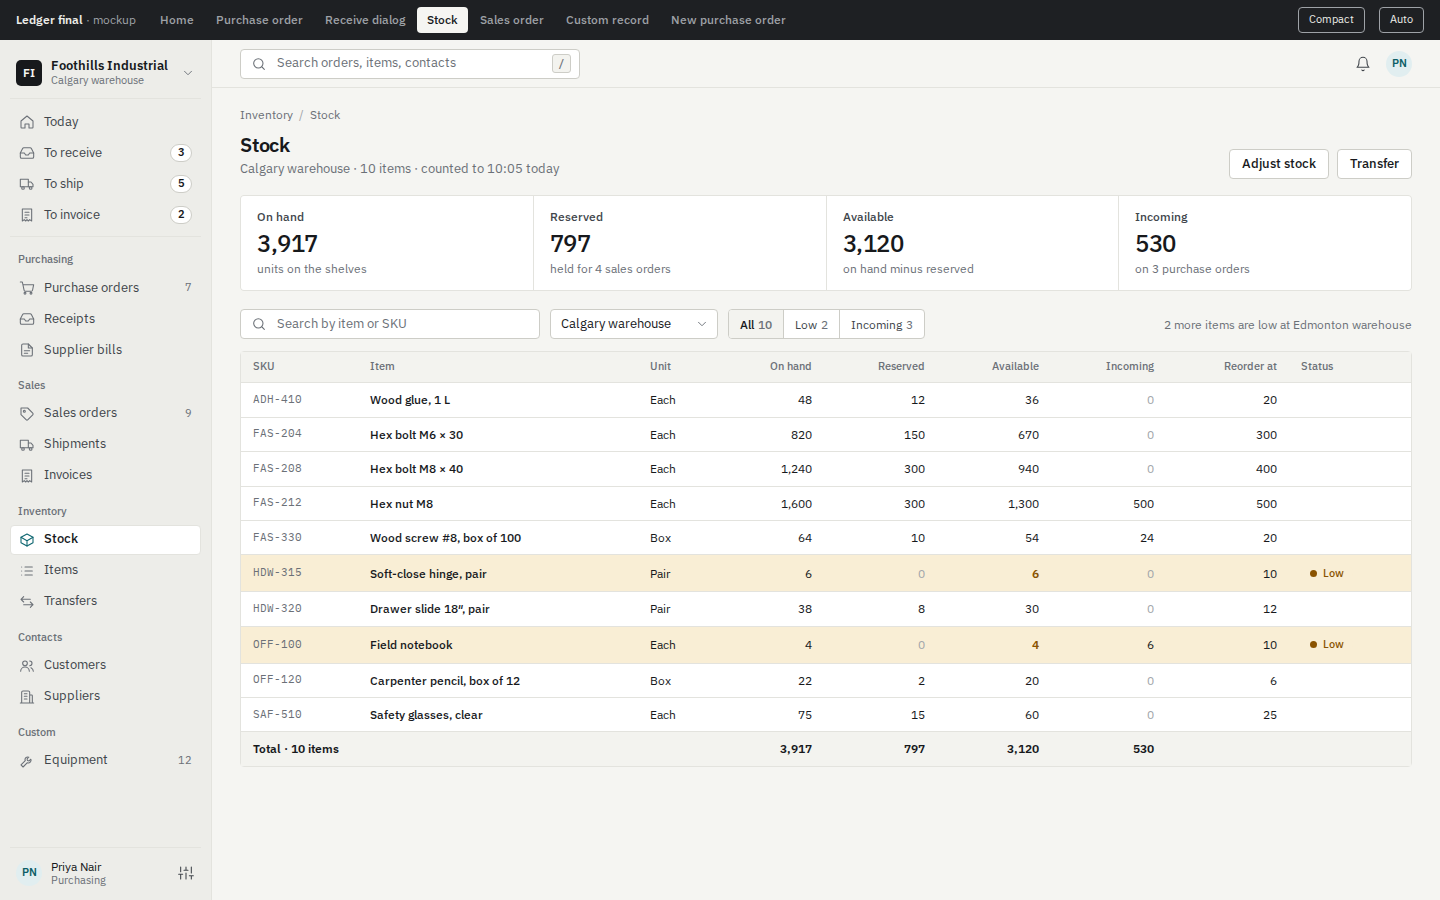 Ledger final · mockup Home Purchase order Receive dialog Stock Sales order Custom record New purchase order Compact Auto
FI Foothills Industrial
Calgary warehouse
Search orders, items, contacts /
PN
Today
To receive 3
To ship 5
To invoice 2
Purchasing
Purchase orders 7
Receipts
Supplier bills
Sales
Sales orders 9
Shipments
Invoices
Inventory
Stock
Items
Transfers
Contacts
Customers
Suppliers
Custom
Equipment 12
PN Priya Nair
Purchasing
Inventory / Stock
Stock
Calgary warehouse · 10 items · counted to 10:05 today
Adjust stock Transfer
On hand Reserved Available Incoming
3,917 797 3,120 530
units on the shelves held for 4 sales orders on hand minus reserved on 3 purchase orders
Search by item or SKU Calgary warehouse All 10 Low 2 Incoming 3 2 more items are low at Edmonton warehouse
SKU Item Unit On hand Reserved Available Incoming Reorder at Status
ADH-410 Wood glue, 1 L Each 48 12 36 0 20
FAS-204 Hex bolt M6 × 30 Each 820 150 670 0 300
FAS-208 Hex bolt M8 × 40 Each 1,240 300 940 0 400
FAS-212 Hex nut M8 Each 1,600 300 1,300 500 500
FAS-330 Wood screw #8, box of 100 Box 64 10 54 24 20
HDW-315 Soft-close hinge, pair Pair 6 0 6 0 10 Low
HDW-320 Drawer slide 18″, pair Pair 38 8 30 0 12
OFF-100 Field notebook Each 4 0 4 6 10 Low
OFF-120 Carpenter pencil, box of 12 Box 22 2 20 0 6
SAF-510 Safety glasses, clear Each 75 15 60 0 25
Total · 10 items 3,917 797 3,120 530